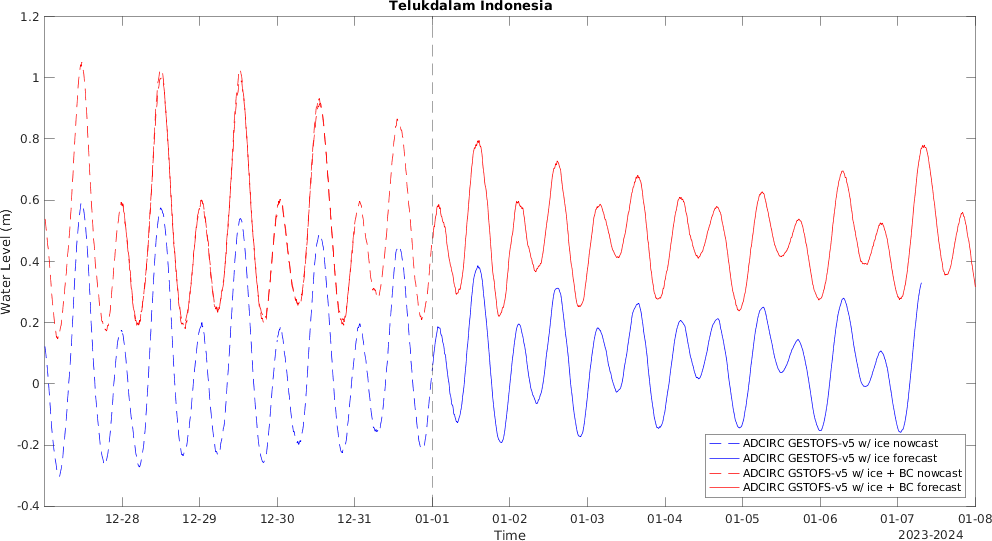 Telukdalam Indonesia
1.2
1
0.8
0.6
0.4
0.2
0
-0.2
-0.4
Water Level (m)
ADCIRC GESTOFS-v5 w/ ice nowcast
ADCIRC GESTOFS-v5 w/ ice forecast
ADCIRC GSTOFS-v5 w/ ice + BC nowcast
ADCIRC GSTOFS-v5 w/ ice + BC forecast
12-28 12-29 12-30 12-31 01-01 01-02 01-03 01-04 01-05 01-06 01-07 01-08
Time
2023-2024